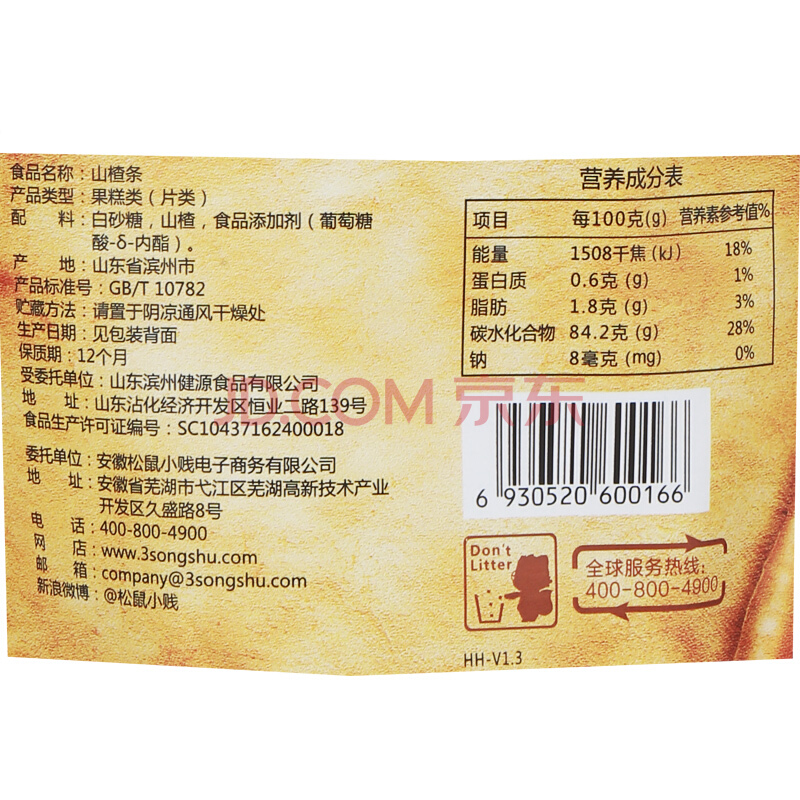 食品名称：山楂条
产品类型：果糕类（片类）
配 料：白砂糖，山楂，食品添加剂（葡萄糖
酸-δ-内酯）。
产 地：山东省滨州市
产品标准号：GB/T 10782
贮藏方法：请置于阴凉通风干燥处
生产日期：见包装背面
保质期：12个月
受委托单位：山东滨州健源食品有限公司
地 址：山东沾化经济开发区恒业二路139号
食品生产许可证编号：SC10437162400018
委托单位：安徽松鼠小贱电子商务有限公司
地 址：安徽省芜湖市弋江区芜湖高新技术产业
开发区久盛路8号
电 话：400-800-4900
网 店：www.3songshu.com
邮 箱：company@3songshu.com
新浪微博：@松鼠小贱
营养成分表
项目 每100克(g) 营养素参考值%
能量 1508千焦(kJ) 18%
蛋白质 0.6克(g) 1%
脂肪 1.8克(g) 3%
碳水化合物 84.2克(g) 28%
钠 8毫克(mg) 0%
JD.COM 京东
6 930520 600166
Don't
Litter
全球服务热线：
400-800-4900
HH-V1.3